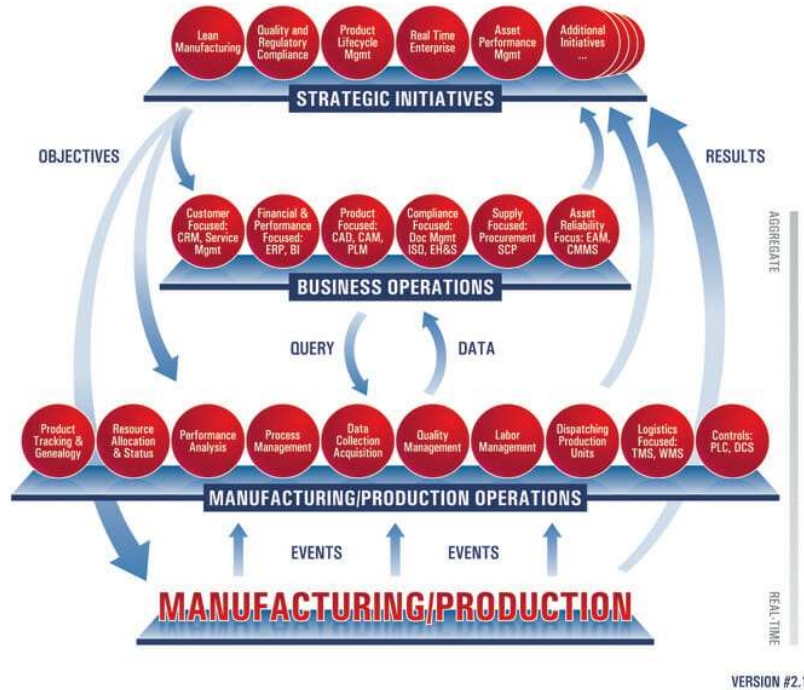 Lean
Manufacturing
Quality and
Regulatory
Compliance
Product
Lifecycle
Mgmt
Real Time
Enterprise
Asset
Performance
Mgmt
Additional
Initiatives
...
STRATEGIC INITIATIVES
OBJECTIVES
RESULTS
Customer
Focused:
CRM, Service
Mgmt
Financial &
Performance
Focused:
ERP, BI
Product
Focused:
CAD, CAM,
PLM
Compliance
Focused:
Doc Mgmt
ISO, EH&S
Supply
Focused:
Procurement
SCP
Asset
Reliability
Focus: EAM,
CMMS
BUSINESS OPERATIONS
AGGREGATE
QUERY
DATA
Product
Tracking &
Genealogy
Resource
Allocation
& Status
Performance
Analysis
Process
Management
Data
Collection
Acquisition
Quality
Management
Labor
Management
Dispatching
Production
Units
Logistics
Focused:
TMS, WMS
Controls:
PLC, DCS
MANUFACTURING/PRODUCTION OPERATIONS
EVENTS
EVENTS
MANUFACTURING/PRODUCTION
REAL-TIME
VERSION #2.1